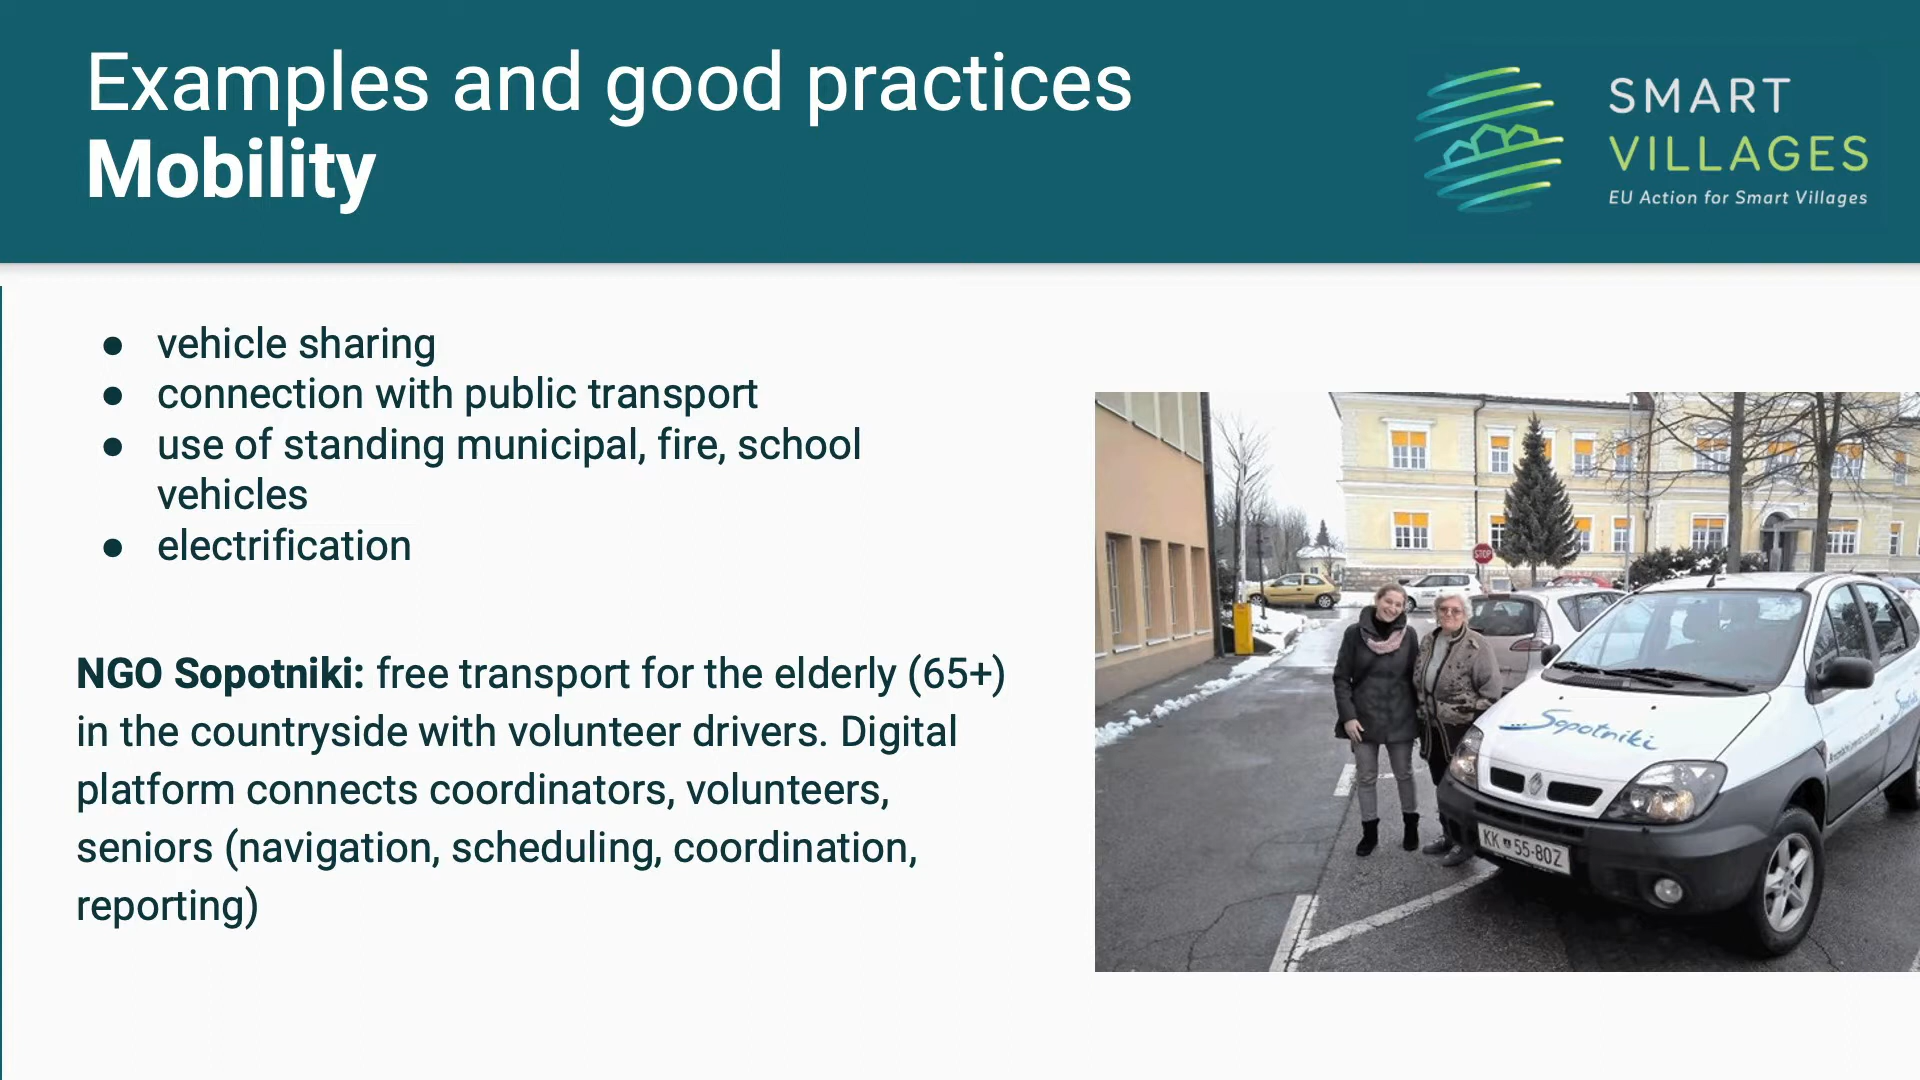 Examples and good practices
Mobility
SMART
VILLAGES
EU Action for Smart Villages
● vehicle sharing
● connection with public transport
● use of standing municipal, fire, school
vehicles
● electrification
NGO Sopotniki: free transport for the elderly (65+)
in the countryside with volunteer drivers. Digital
platform connects coordinators, volunteers,
seniors (navigation, scheduling, coordination,
reporting)
STOP
Sopotniki
KK 55-80Z